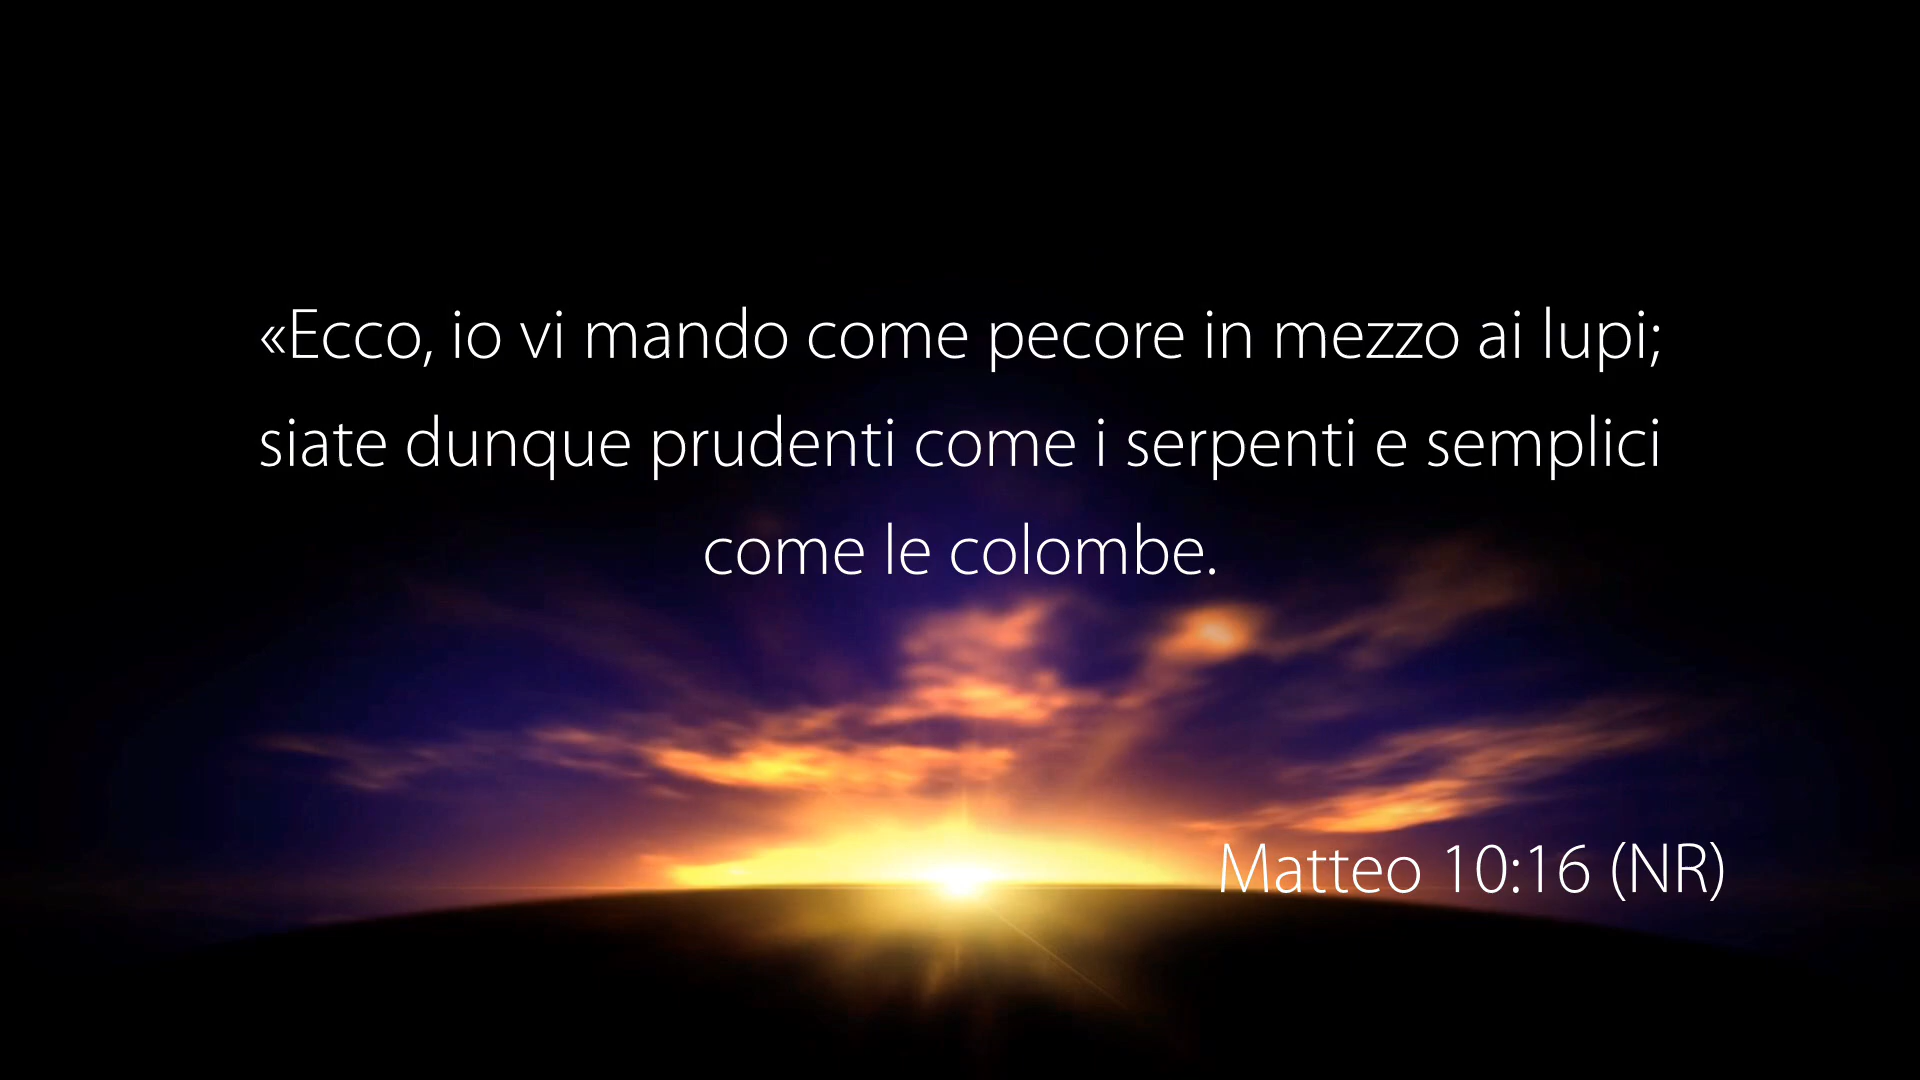 «Ecco, io vi mando come pecore in mezzo ai lupi;
siate dunque prudenti come i serpenti e semplici
come le colombe.
Matteo 10:16 (NR)